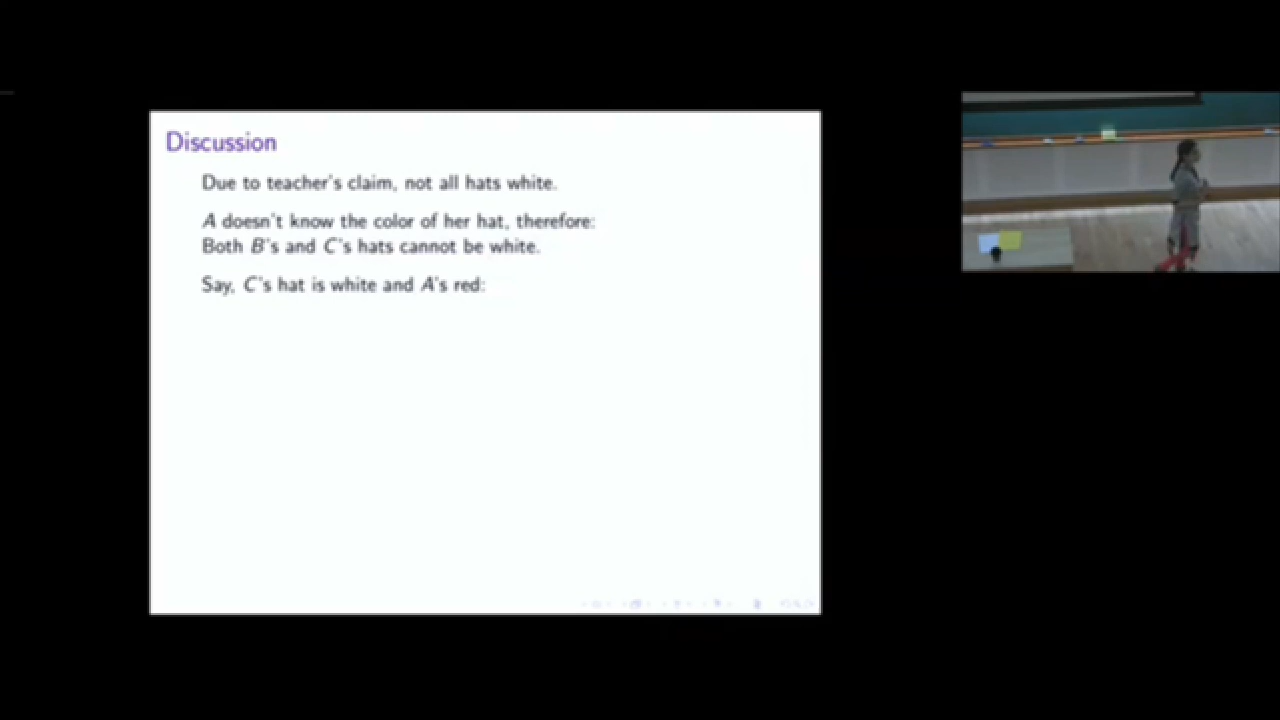 Discussion
Due to teacher's claim, not all hats white.
A doesn't know the color of her hat, therefore:
Both B's and C's hats cannot be white.
Say, C's hat is white and A's red: